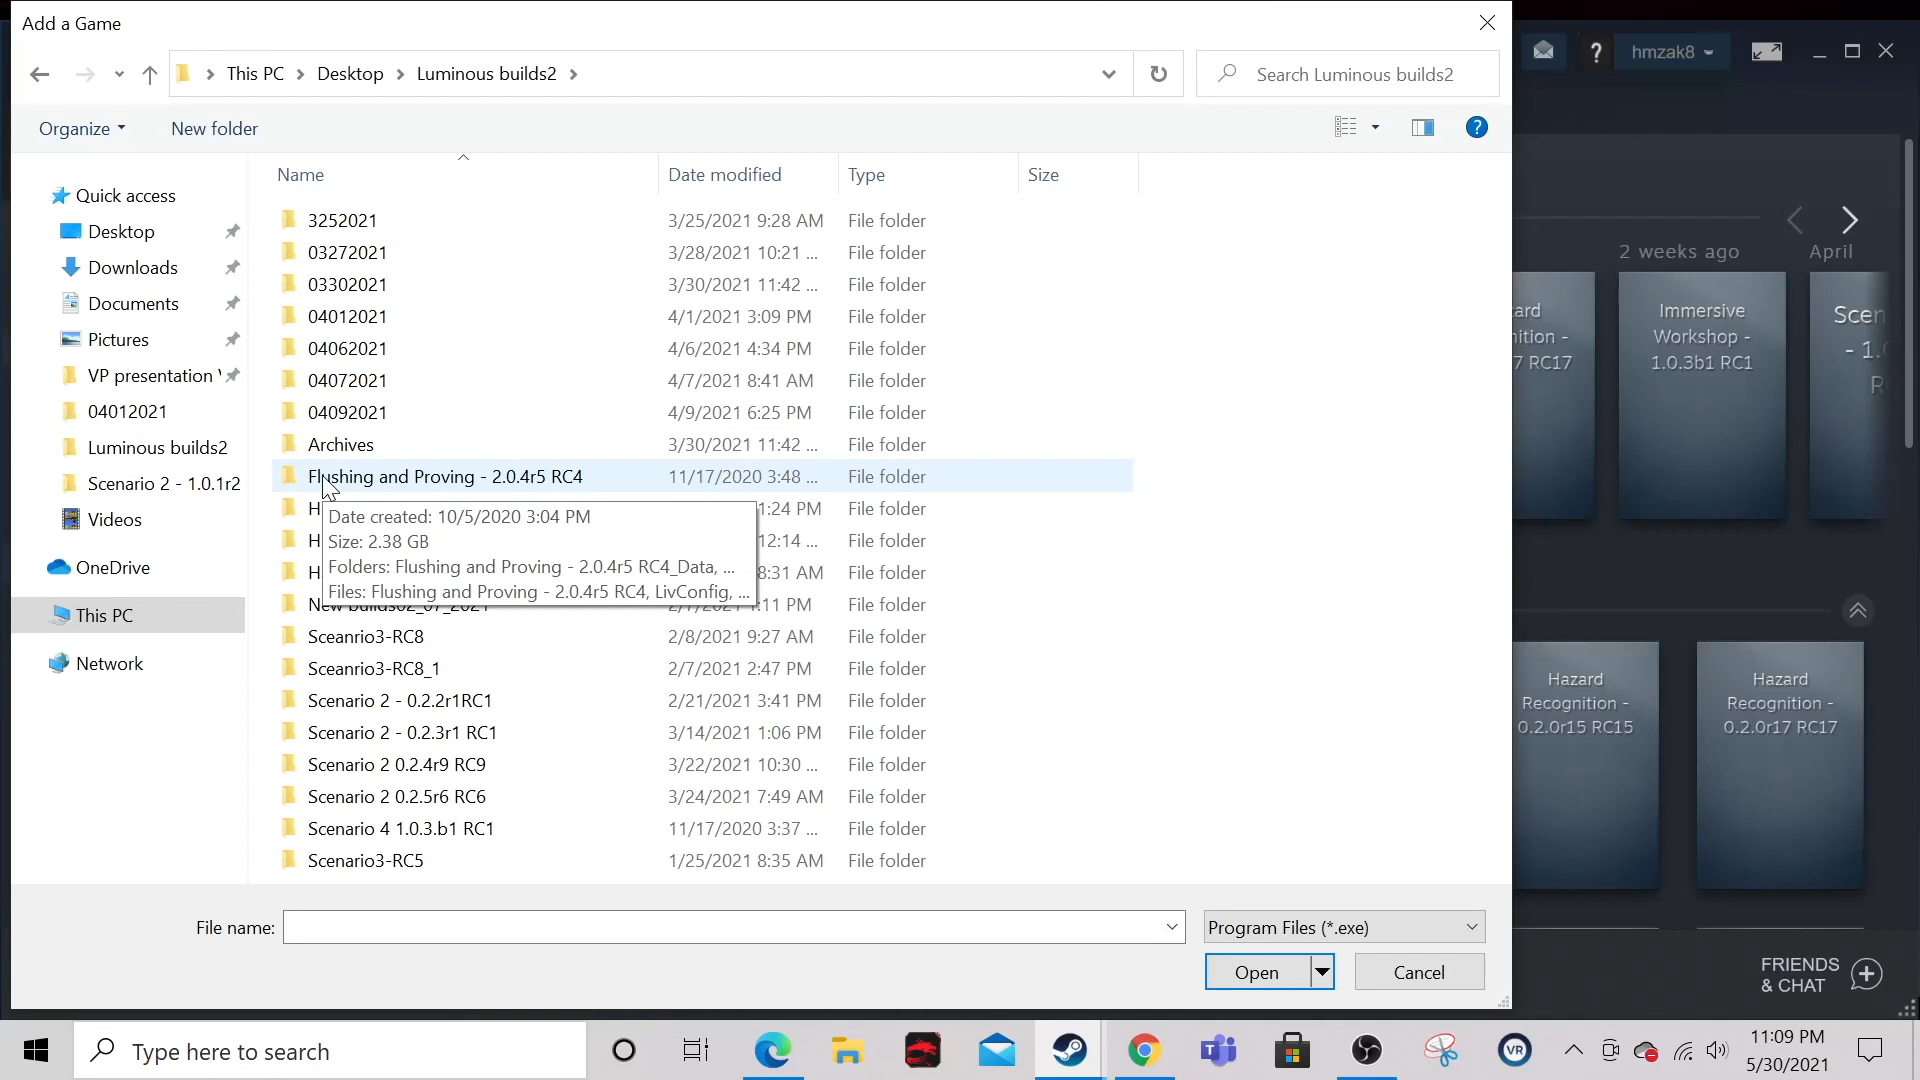 Add a Game
hmzak8
This PC > Desktop > Luminous builds2 >
Search Luminous builds2
Organize
New folder
Name
Date modified
Type
Size
Quick access
Desktop
Downloads
Documents
Pictures
VP presentation
04012021
Luminous builds2
Scenario 2 - 1.0.1r2
Videos
OneDrive
This PC
Network
3252021 3/25/2021 9:28 AM File folder
03272021 3/28/2021 10:21 ... File folder
03302021 3/30/2021 11:42 ... File folder
04012021 4/1/2021 3:09 PM File folder
04062021 4/6/2021 4:34 PM File folder
04072021 4/7/2021 8:41 AM File folder
04092021 4/9/2021 6:25 PM File folder
Archives 3/30/2021 11:42 ... File folder
Flushing and Proving - 2.0.4r5 RC4 11/17/2020 3:48 ... File folder
H 1:24 PM File folder
H 12:14 ... File folder
H 8:31 AM File folder
File folder
Date created: 10/5/2020 3:04 PM
Size: 2.38 GB
Folders: Flushing and Proving - 2.0.4r5 RC4_Data, ...
Files: Flushing and Proving - 2.0.4r5 RC4, LivConfig, ...
Sceanrio3-RC8 2/8/2021 9:27 AM File folder
Sceanrio3-RC8_1 2/7/2021 2:47 PM File folder
Scenario 2 - 0.2.2r1RC1 2/21/2021 3:41 PM File folder
Scenario 2 - 0.2.3r1 RC1 3/14/2021 1:06 PM File folder
Scenario 2 0.2.4r9 RC9 3/22/2021 10:30 ... File folder
Scenario 2 0.2.5r6 RC6 3/24/2021 7:49 AM File folder
Scenario 4 1.0.3.b1 RC1 11/17/2020 3:37 ... File folder
Scenario3-RC5 1/25/2021 8:35 AM File folder
File name:
Program Files (*.exe)
Open
Cancel
2 weeks ago
April
ard
ition -
7 RC17
Immersive
Workshop -
1.0.3b1 RC1
Scen
- 1.
R
Hazard
Recognition -
0.2.0r15 RC15
Hazard
Recognition -
0.2.0r17 RC17
FRIENDS
& CHAT
Type here to search
VR
11:09 PM
5/30/2021